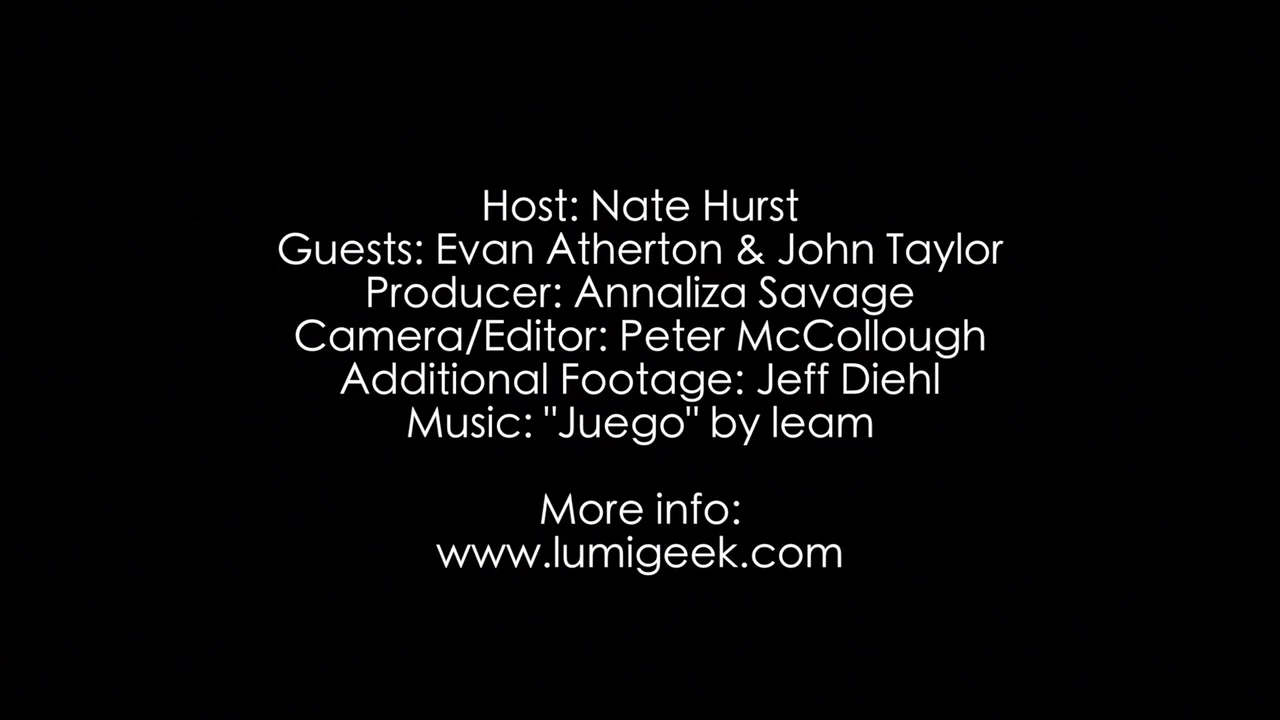 Host: Nate Hurst
Guests: Evan Atherton & John Taylor
Producer: Annaliza Savage
Camera/Editor: Peter McCollough
Additional Footage: Jeff Diehl
Music: "Juego" by leam

More info:
www.lumigeek.com